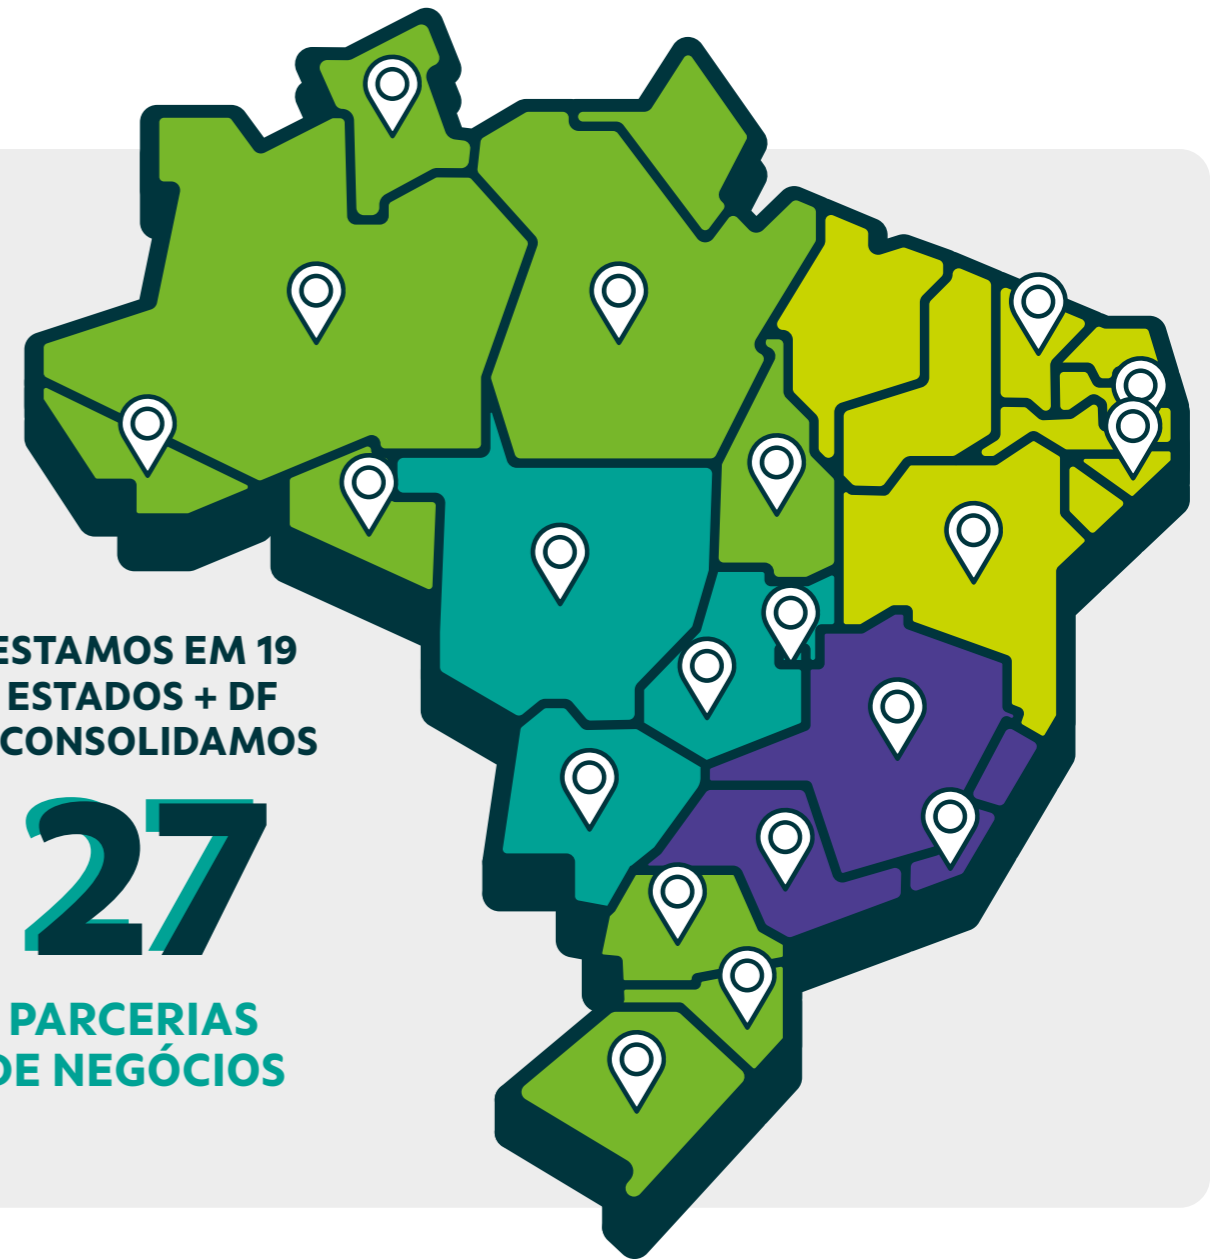 ESTAMOS EM 19
ESTADOS + DF
CONSOLIDAMOS
27
PARCERIAS
DE NEGÓCIOS